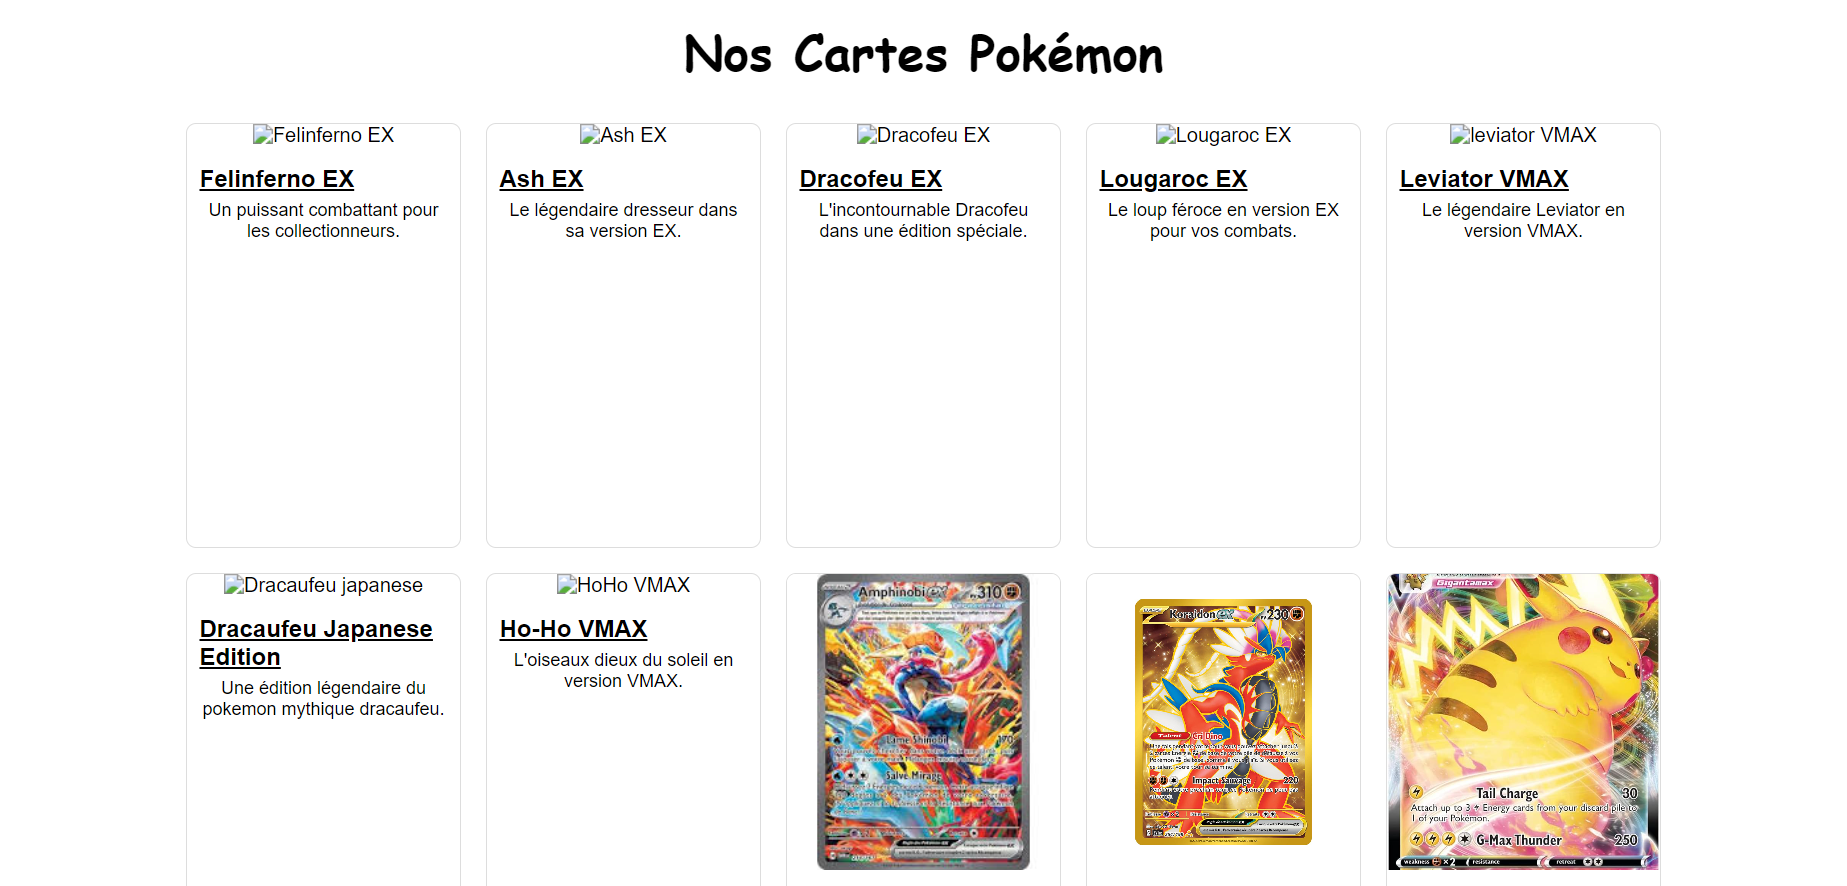 Nos Cartes Pokémon
Felinferno EX
Ash EX
Dracofeu EX
Lougaroc EX
leviator VMAX
Felinferno EX
Un puissant combattant pour
les collectionneurs.
Ash EX
Le légendaire dresseur dans
sa version EX.
Dracofeu EX
L'incontournable Dracofeu
dans une édition spéciale.
Lougaroc EX
Le loup féroce en version EX
pour vos combats.
Leviator VMAX
Le légendaire Leviator en
version VMAX.
Dracaufeu japanese
HoHo VMAX
Dracaufeu Japanese
Edition
Une édition légendaire du
pokemon mythique dracaufeu.
Ho-Ho VMAX
L'oiseaux dieux du soleil en
version VMAX.
Amphinobi ex PV 310
Lame Shinobi 170
Salve Mirage
Koraidon ex PV 230
Talent Cri Dino
Impact Sauvage 220
Gigantamax
Tail Charge 30
Attach up to 3 Energy cards from your discard pile to
1 of your Pokémon.
G-Max Thunder 250
weakness ×2 resistance retreat